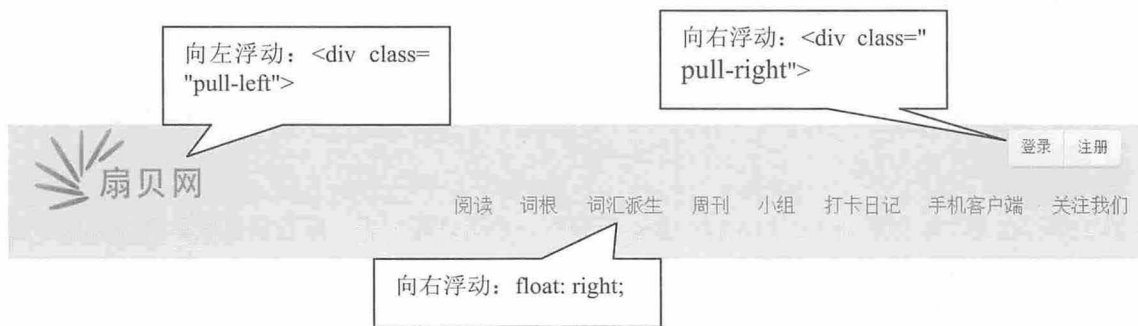 向左浮动：<div class=
"pull-left">
向右浮动：<div class="
pull-right">
登录 注册
扇贝网
阅读 词根 词汇派生 周刊 小组 打卡日记 手机客户端 关注我们
向右浮动：float: right;